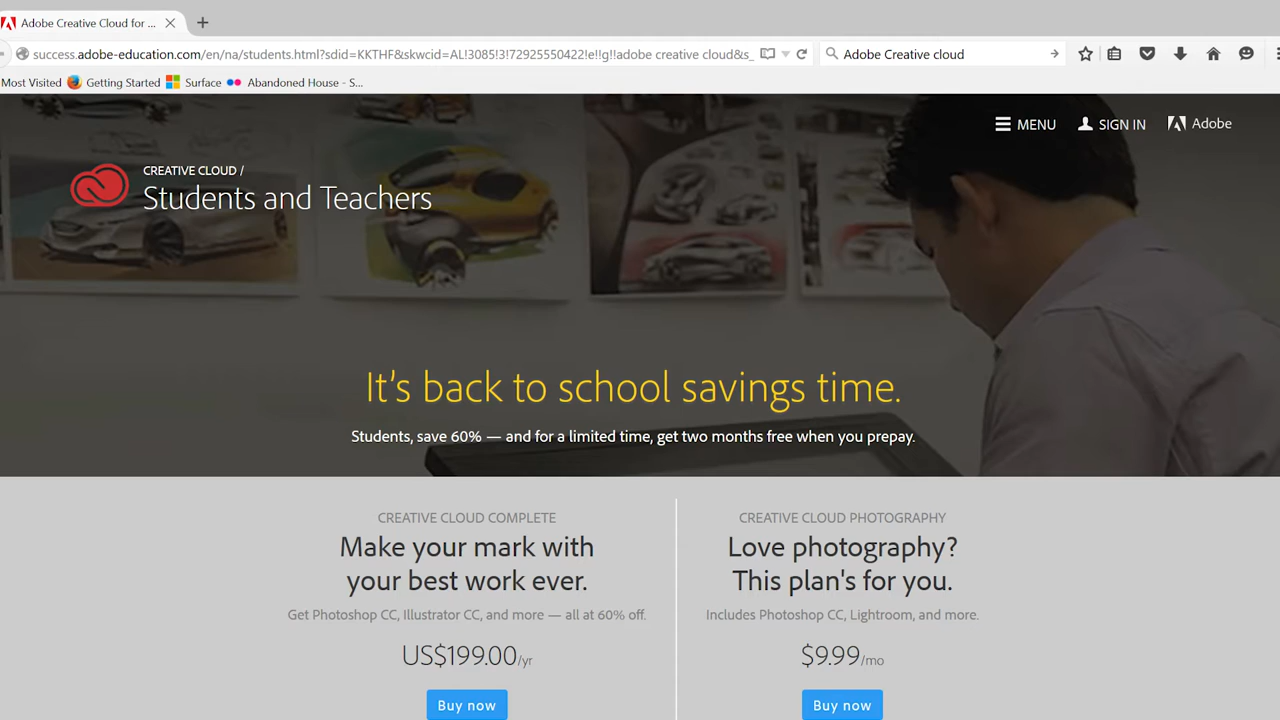 Adobe Creative Cloud for ...
success.adobe-education.com/en/na/students.html?sdid=KKTHF&skwcid=AL!3085!3!72925550422!e!!g!!adobe creative cloud&s_
Adobe Creative cloud
Most Visited Getting Started Surface Abandoned House - S...
MENU SIGN IN Adobe
CREATIVE CLOUD /
Students and Teachers
It's back to school savings time.
Students, save 60% — and for a limited time, get two months free when you prepay.
CREATIVE CLOUD COMPLETE
Make your mark with
your best work ever.
Get Photoshop CC, Illustrator CC, and more — all at 60% off.
US$199.00/yr
Buy now
CREATIVE CLOUD PHOTOGRAPHY
Love photography?
This plan's for you.
Includes Photoshop CC, Lightroom, and more.
$9.99/mo
Buy now